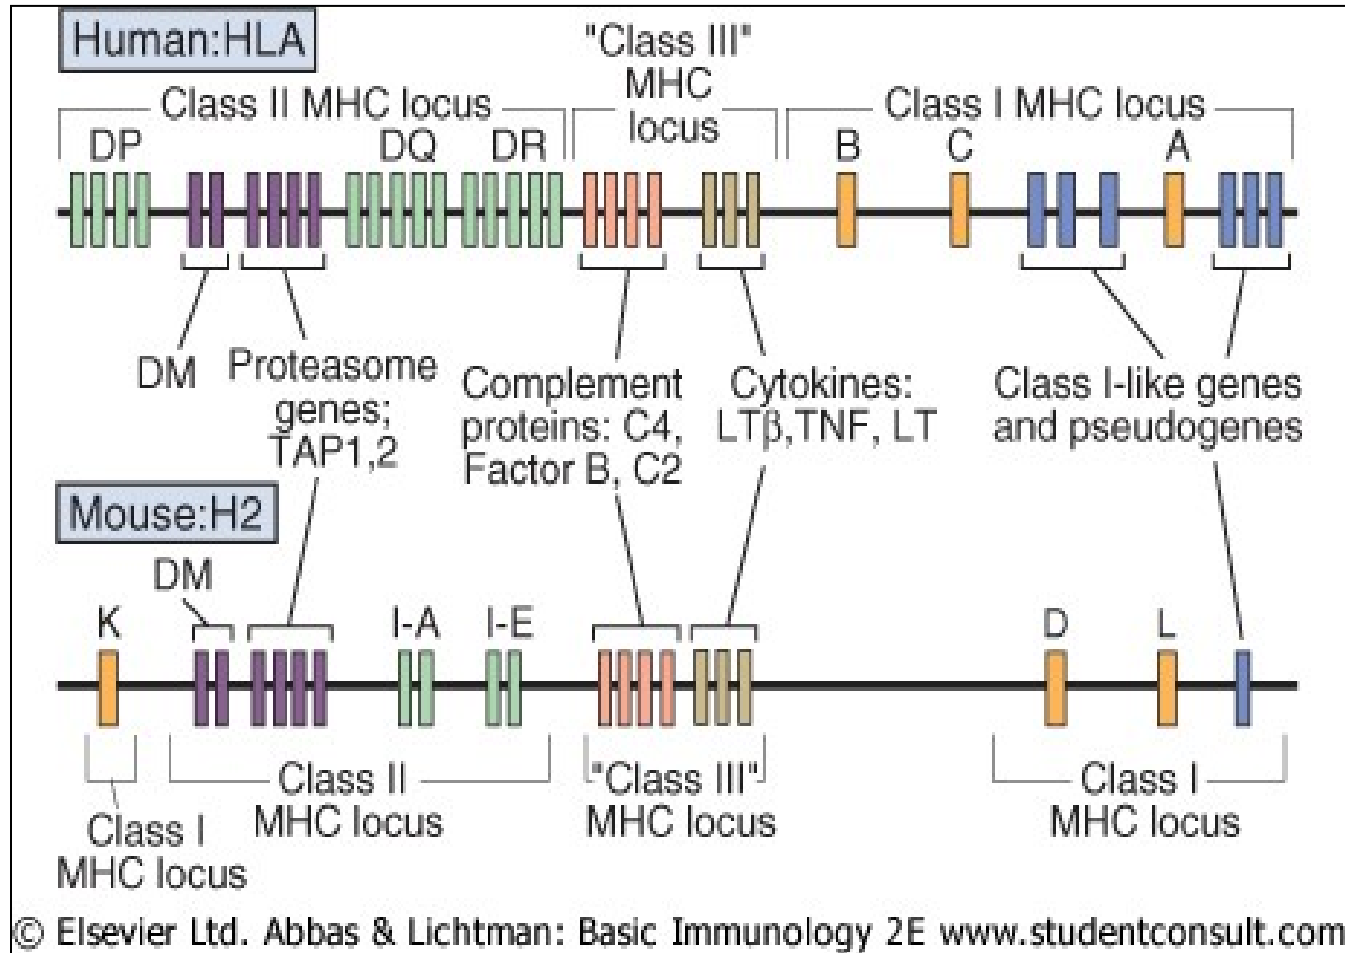 Human:HLA
"Class III"
MHC
locus
Class II MHC locus
Class I MHC locus
DP
DQ
DR
B
C
A
DM
Proteasome
genes;
TAP1,2
Complement
proteins: C4,
Factor B, C2
Cytokines:
LTβ,TNF, LT
Class I-like genes
and pseudogenes
Mouse:H2
DM
K
I-A
I-E
D
L
Class I
MHC locus
Class II
MHC locus
"Class III"
MHC locus
Class I
MHC locus
© Elsevier Ltd. Abbas & Lichtman: Basic Immunology 2E www.studentconsult.com